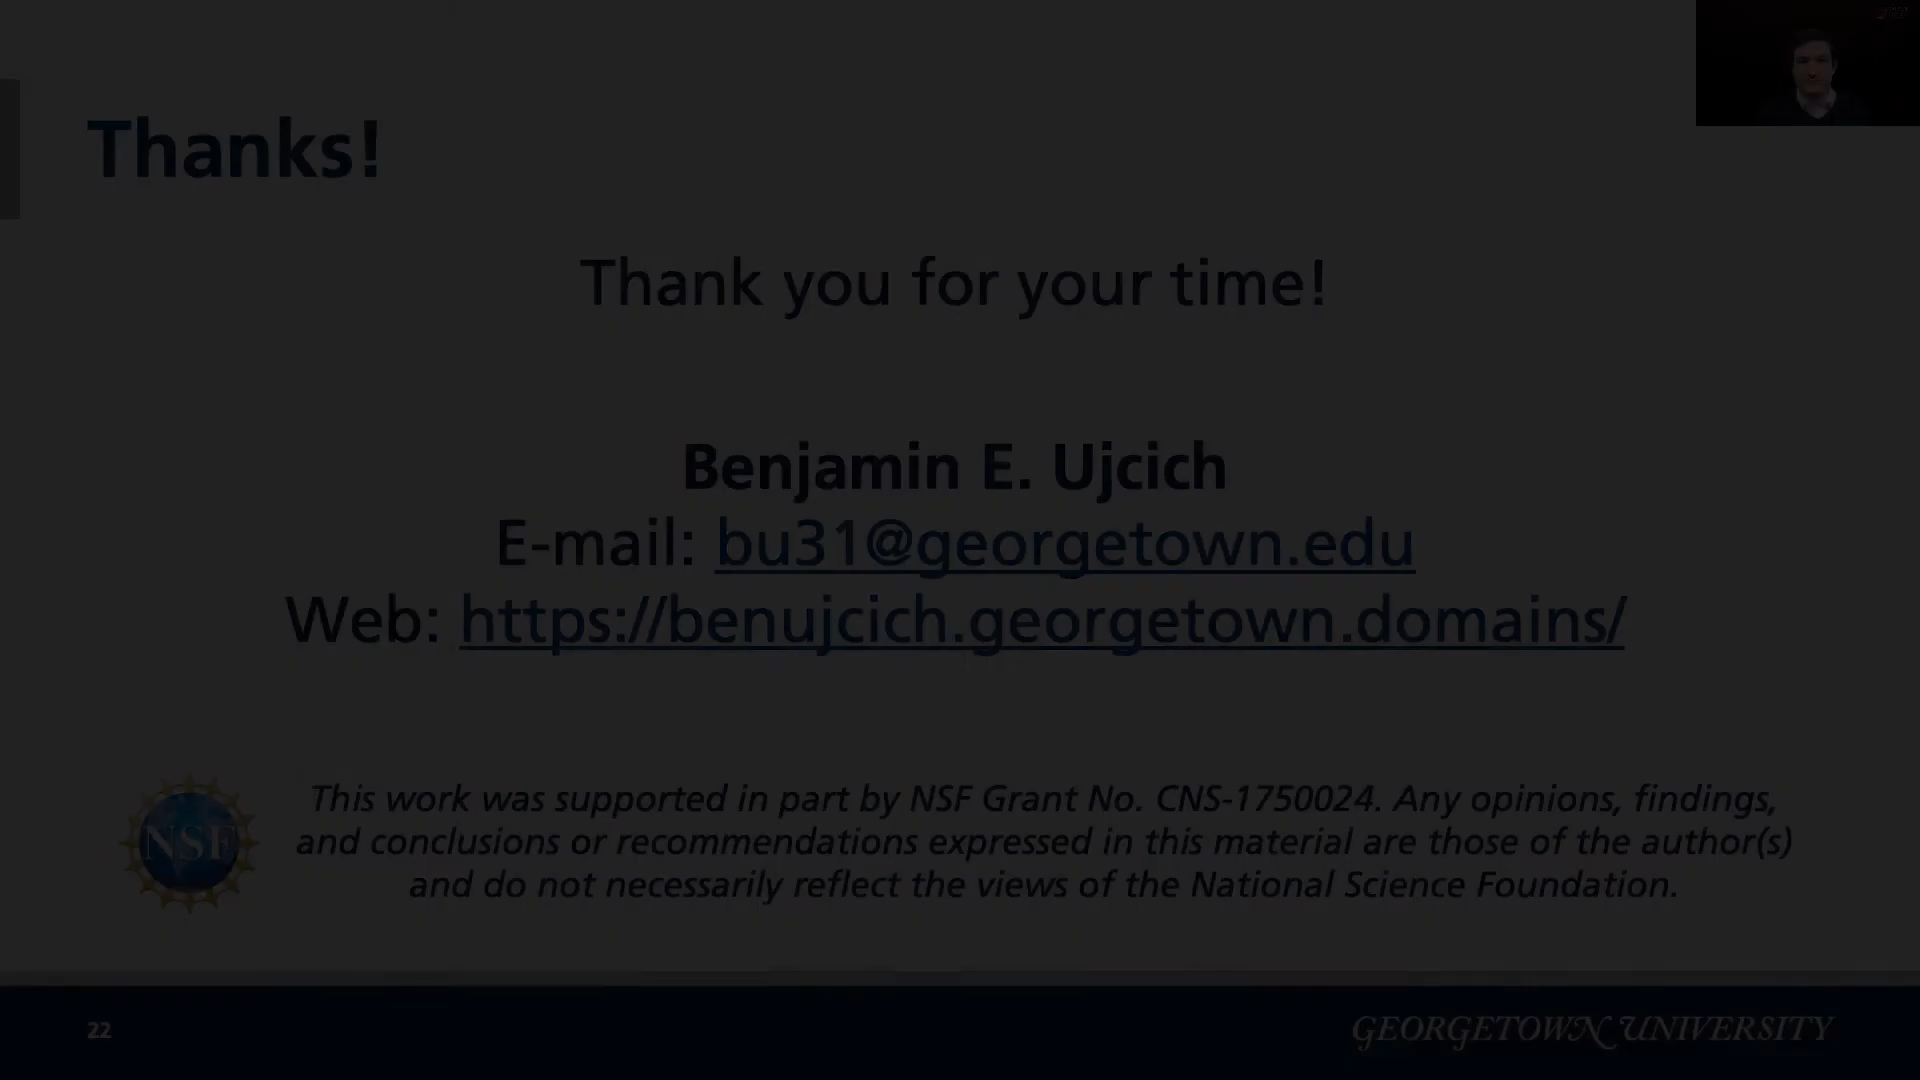 Thanks!
Thank you for your time!
Benjamin E. Ujcich
E-mail: bu31@georgetown.edu
Web: https://benujcich.georgetown.domains/
NSF
This work was supported in part by NSF Grant No. CNS-1750024. Any opinions, findings,
and conclusions or recommendations expressed in this material are those of the author(s)
and do not necessarily reflect the views of the National Science Foundation.
22
GEORGETOWN UNIVERSITY